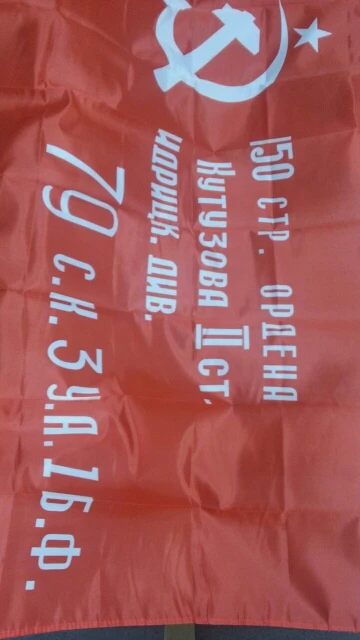 150 СТР. ОРДЕНА
КУТУЗОВА II СТ.
ИДРИЦК. ДИВ.
79 С.К. 3 У.А. 1 Б.Ф.